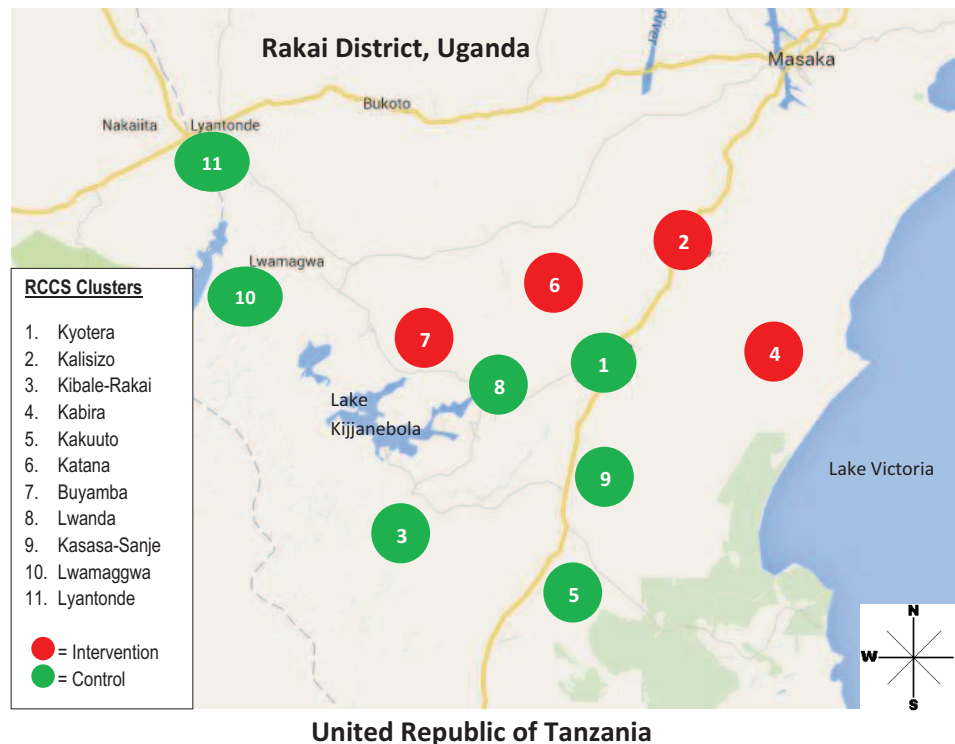 Rakai District, Uganda
River
Masaka
Bukoto
Nakaiita
Lyantonde
11
2
Lwamagwa
6
10
7
1
4
8
Lake
Kijjanebola
Lake Victoria
9
3
5
RCCS Clusters
1. Kyotera
2. Kalisizo
3. Kibale-Rakai
4. Kabira
5. Kakuuto
6. Katana
7. Buyamba
8. Lwanda
9. Kasasa-Sanje
10. Lwamaggwa
11. Lyantonde
= Intervention
= Control
N
W
S
United Republic of Tanzania